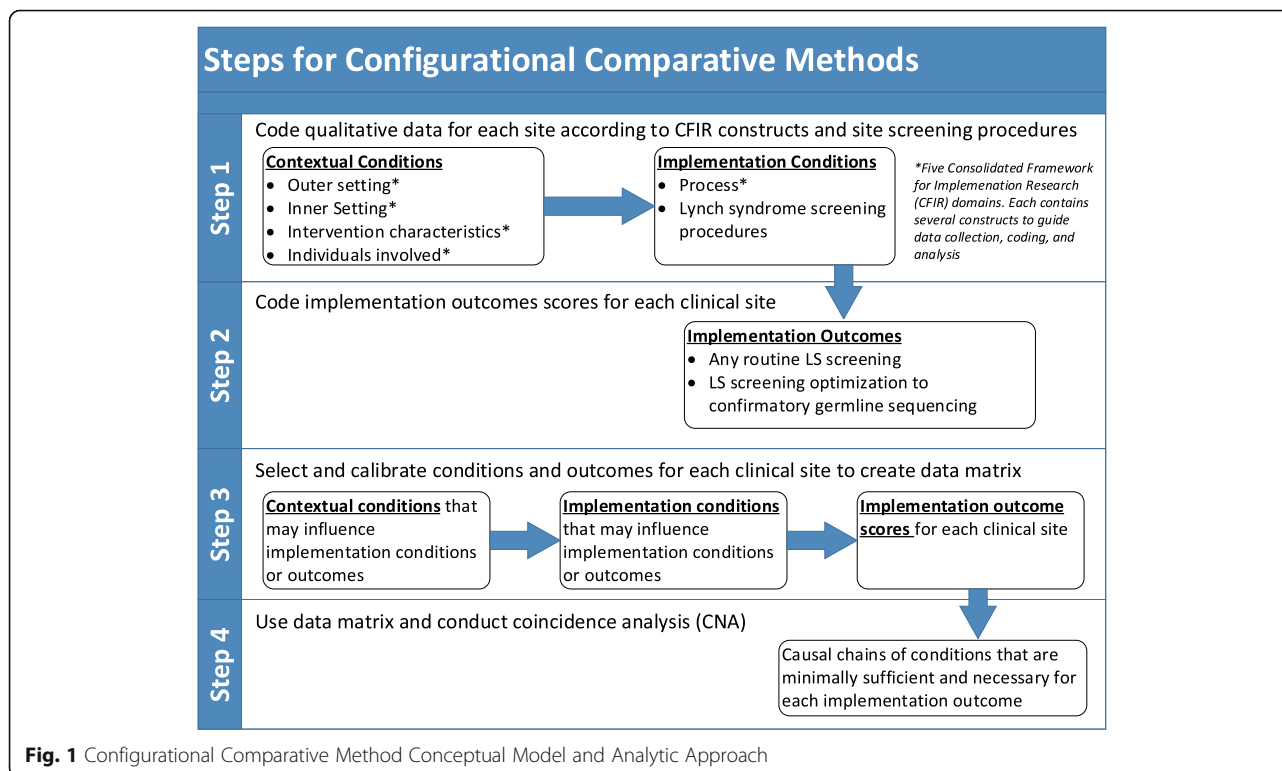 Steps for Configurational Comparative Methods
Step 1
Code qualitative data for each site according to CFIR constructs and site screening procedures
Contextual Conditions
• Outer setting*
• Inner Setting*
• Intervention characteristics*
• Individuals involved*
Implementation Conditions
• Process*
• Lynch syndrome screening
procedures
*Five Consolidated Framework
for Implemenation Research
(CFIR) domains. Each contains
several constructs to guide
data collection, coding, and
analysis
Step 2
Code implementation outcomes scores for each clinical site
Implementation Outcomes
• Any routine LS screening
• LS screening optimization to
confirmatory germline sequencing
Step 3
Select and calibrate conditions and outcomes for each clinical site to create data matrix
Contextual conditions that
may influence
implementation conditions
or outcomes
Implementation conditions
that may influence
implementation conditions
or outcomes
Implementation outcome
scores for each clinical site
Step 4
Use data matrix and conduct coincidence analysis (CNA)
Causal chains of conditions that are
minimally sufficient and necessary for
each implementation outcome
Fig. 1 Configurational Comparative Method Conceptual Model and Analytic Approach